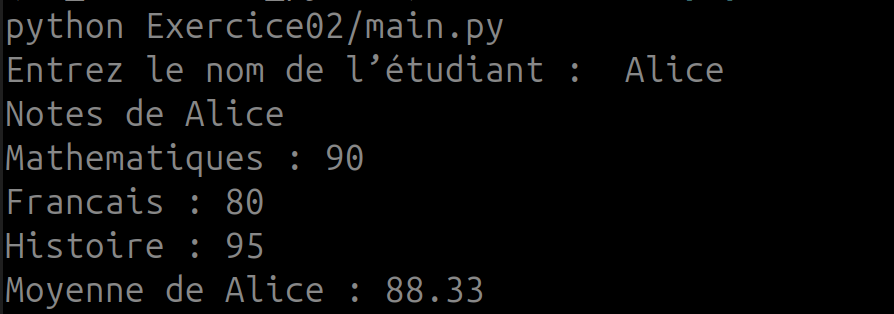 python Exercice02/main.py
Entrez le nom de l’étudiant :  Alice
Notes de Alice
Mathematiques : 90
Francais : 80
Histoire : 95
Moyenne de Alice : 88.33